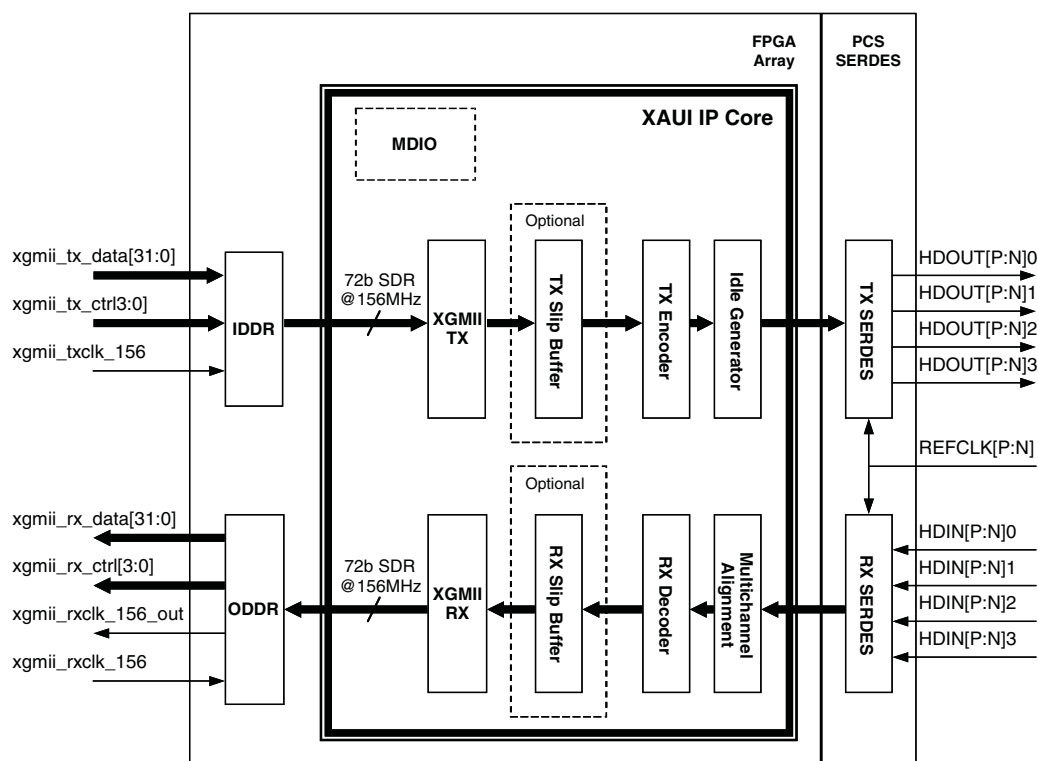 FPGA
Array
PCS
SERDES
XAUI IP Core
MDIO
Optional
xgmii_tx_data[31:0]
xgmii_tx_ctrl3:0]
xgmii_txclk_156
IDDR
72b SDR
@156MHz
XGMII
TX
TX Slip Buffer
TX Encoder
Idle Generator
TX SERDES
HDOUT[P:N]0
HDOUT[P:N]1
HDOUT[P:N]2
HDOUT[P:N]3
REFCLK[P:N]
Optional
xgmii_rx_data[31:0]
xgmii_rx_ctrl[3:0]
xgmii_rxclk_156_out
xgmii_rxclk_156
ODDR
72b SDR
@156MHz
XGMII
RX
RX Slip Buffer
RX Decoder
Multichannel
Alignment
RX SERDES
HDIN[P:N]0
HDIN[P:N]1
HDIN[P:N]2
HDIN[P:N]3